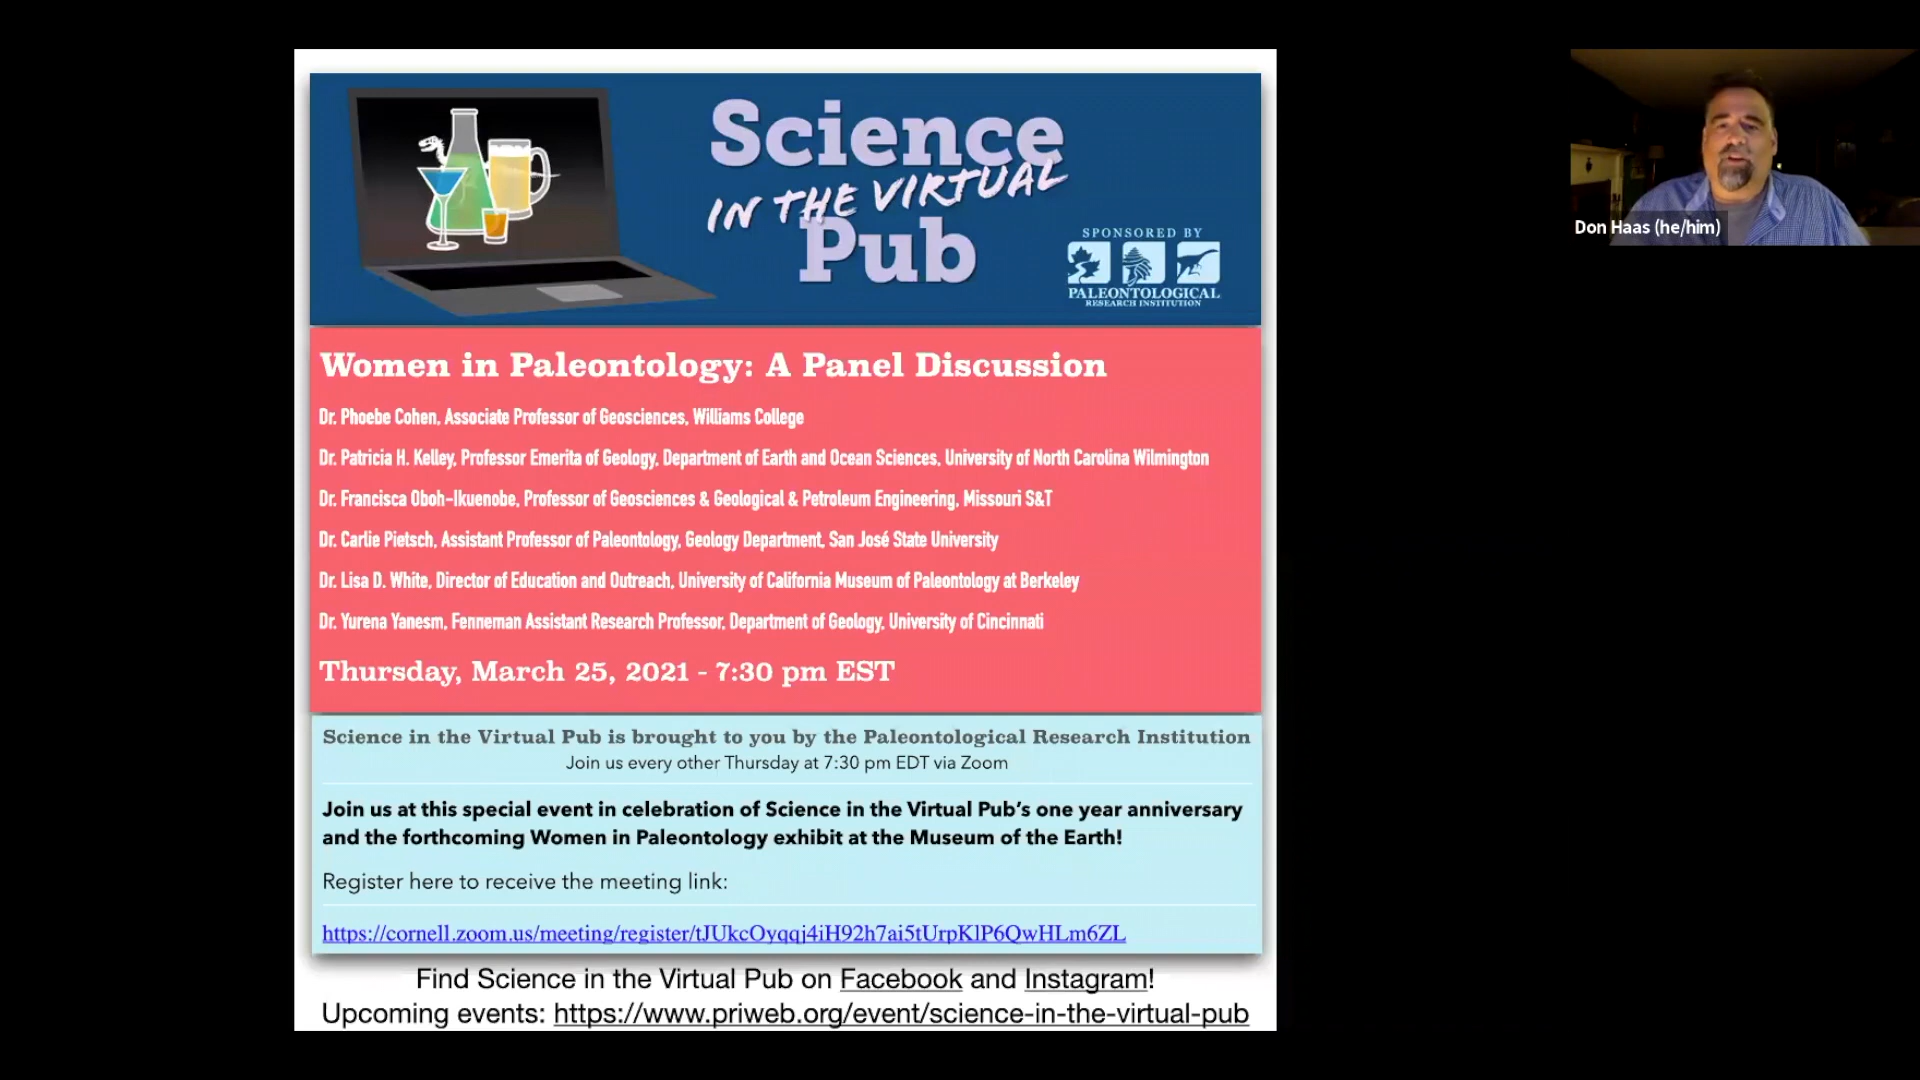 Science
IN THE VIRTUAL
Pub
SPONSORED BY
PALEONTOLOGICAL
RESEARCH INSTITUTION
Don Haas (he/him)
Women in Paleontology: A Panel Discussion
Dr. Phoebe Cohen, Associate Professor of Geosciences, Williams College
Dr. Patricia H. Kelley, Professor Emerita of Geology, Department of Earth and Ocean Sciences, University of North Carolina Wilmington
Dr. Francisca Oboh-Ikuenobe, Professor of Geosciences & Geological & Petroleum Engineering, Missouri S&T
Dr. Carlie Pietsch, Assistant Professor of Paleontology, Geology Department, San José State University
Dr. Lisa D. White, Director of Education and Outreach, University of California Museum of Paleontology at Berkeley
Dr. Yurena Yanesm, Fenneman Assistant Research Professor, Department of Geology, University of Cincinnati
Thursday, March 25, 2021 - 7:30 pm EST
Science in the Virtual Pub is brought to you by the Paleontological Research Institution
Join us every other Thursday at 7:30 pm EDT via Zoom
Join us at this special event in celebration of Science in the Virtual Pub's one year anniversary
and the forthcoming Women in Paleontology exhibit at the Museum of the Earth!
Register here to receive the meeting link:
https://cornell.zoom.us/meeting/register/tJUkcOyqqj4iH92h7ai5tUrpKlP6QwHLm6ZL
Find Science in the Virtual Pub on Facebook and Instagram!
Upcoming events: https://www.priweb.org/event/science-in-the-virtual-pub